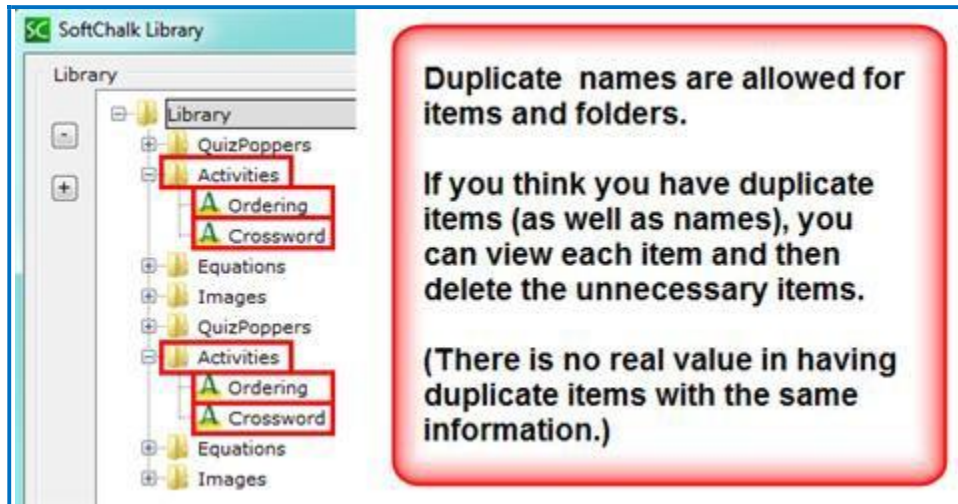 SC SoftChalk Library
Library
Library
QuizPoppers
Activities
A Ordering
A Crossword
Equations
Images
QuizPoppers
Activities
A Ordering
A Crossword
Equations
Images
Duplicate names are allowed for
items and folders.
If you think you have duplicate
items (as well as names), you
can view each item and then
delete the unnecessary items.
(There is no real value in having
duplicate items with the same
information.)